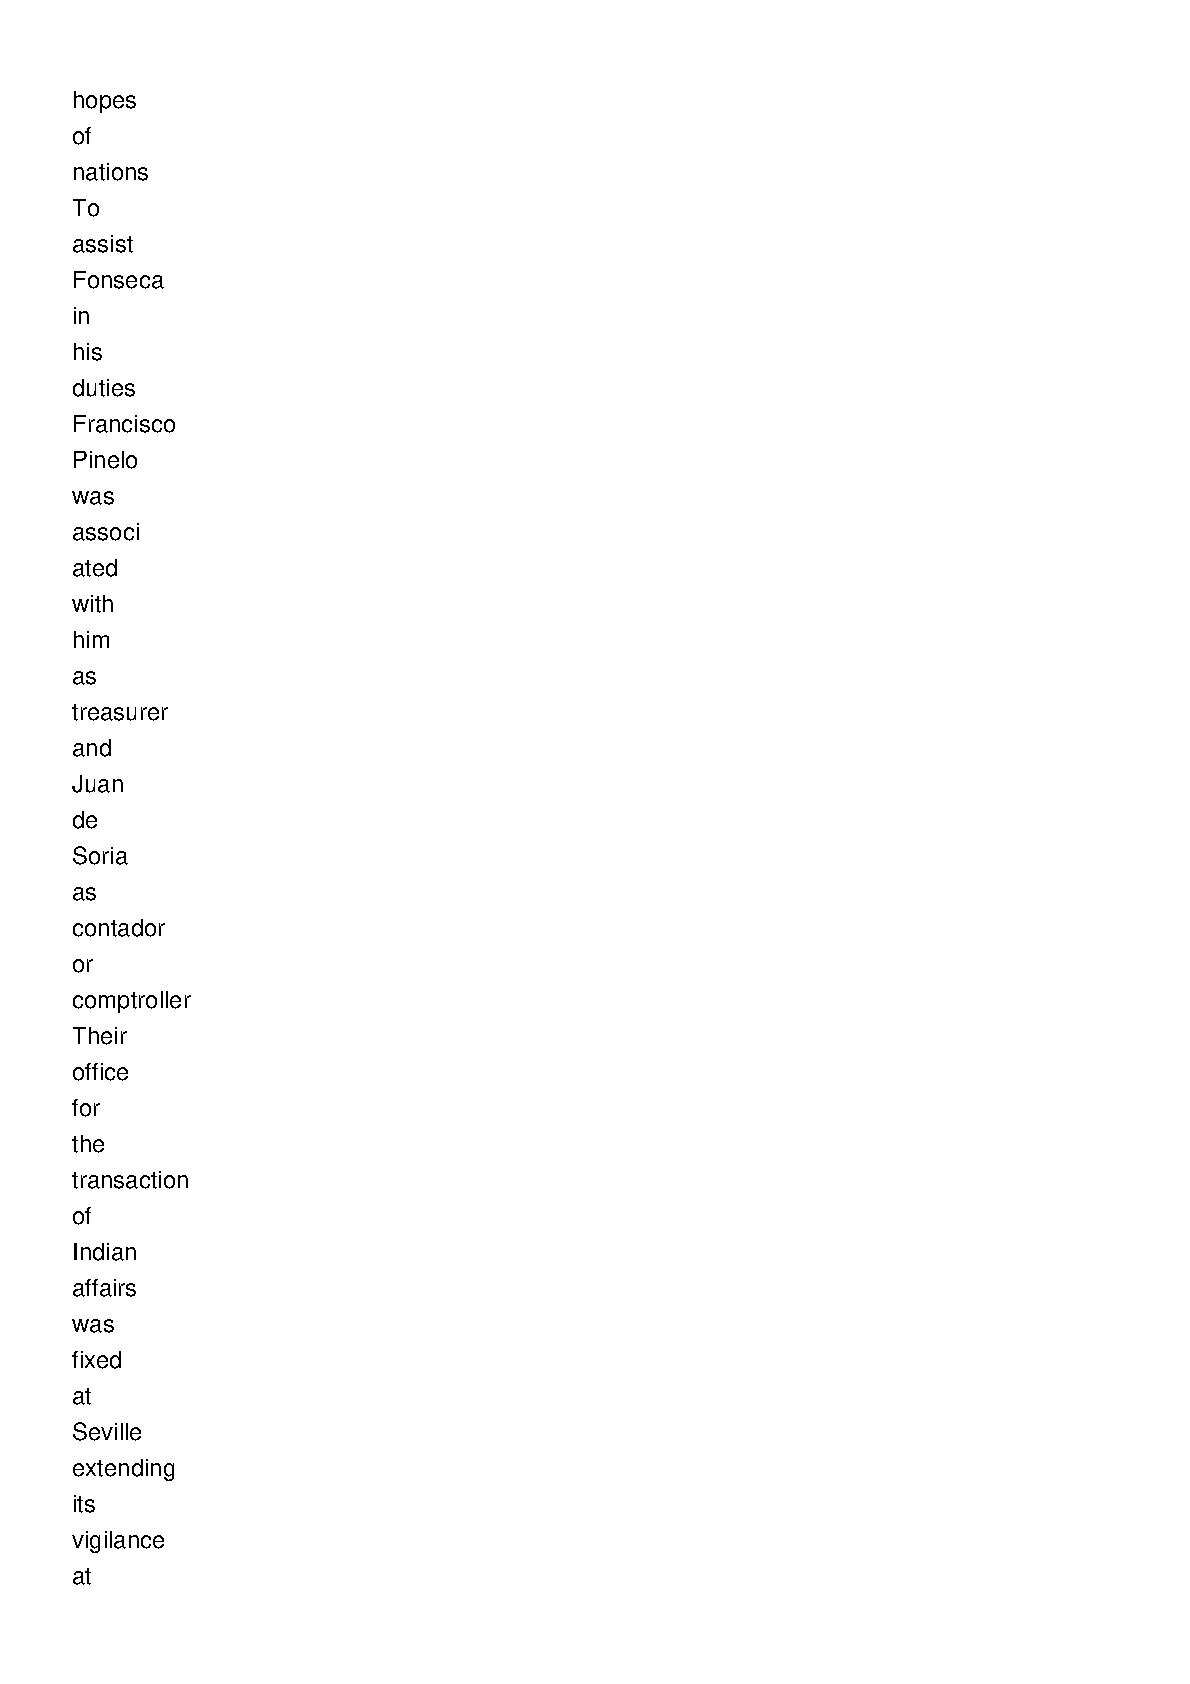 hopes
of
nations
To
assist
Fonseca
in
his
duties
Francisco
Pinelo
was
associ
ated
with
him
as
treasurer
and
Juan
de
Soria
as
contador
or
comptroller
Their
office
for
the
transaction
of
Indian
affairs
was
fixed
at
Seville
extending
its
vigilance
at